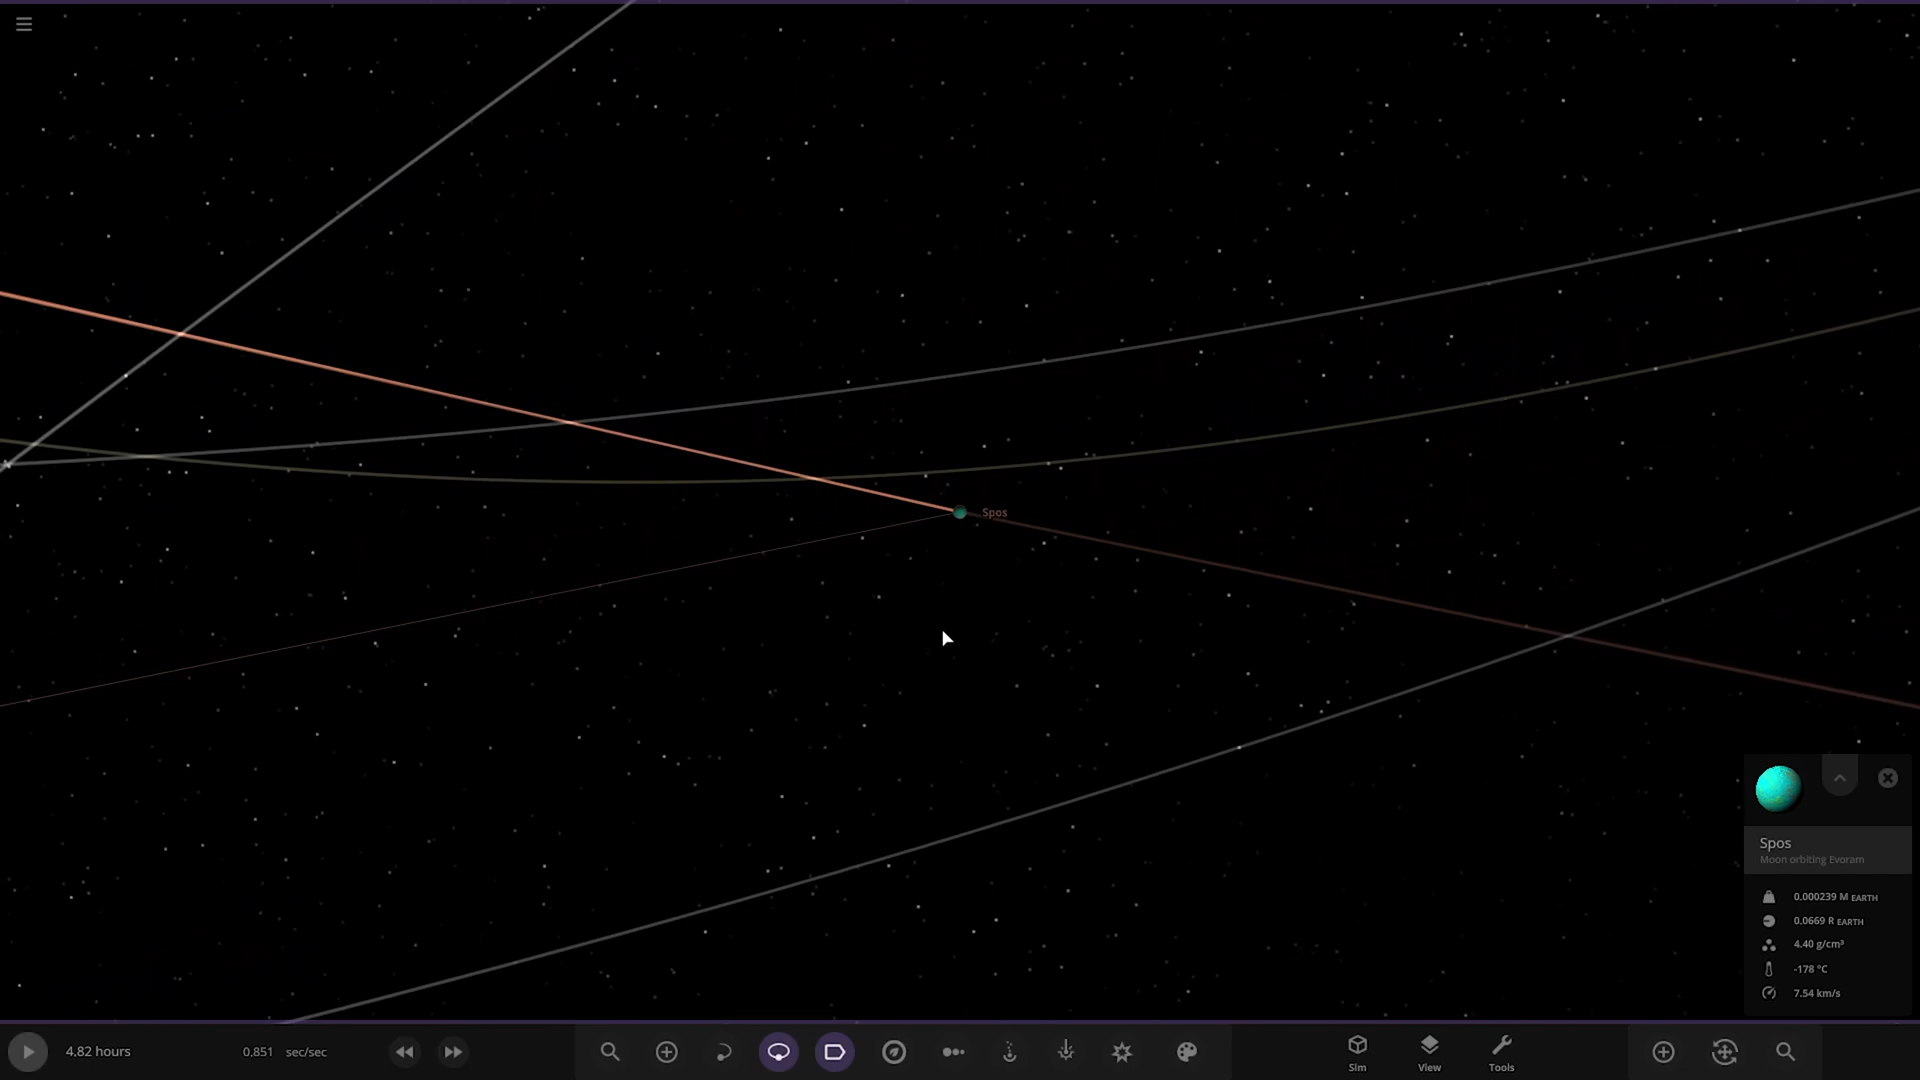 Spos
Spos
Moon orbiting Evoram
0.000239 M EARTH
0.0669 R EARTH
4.40 g/cm³
-178 °C
7.54 km/s
4.82 hours
0.851 sec/sec
Sim
View
Tools